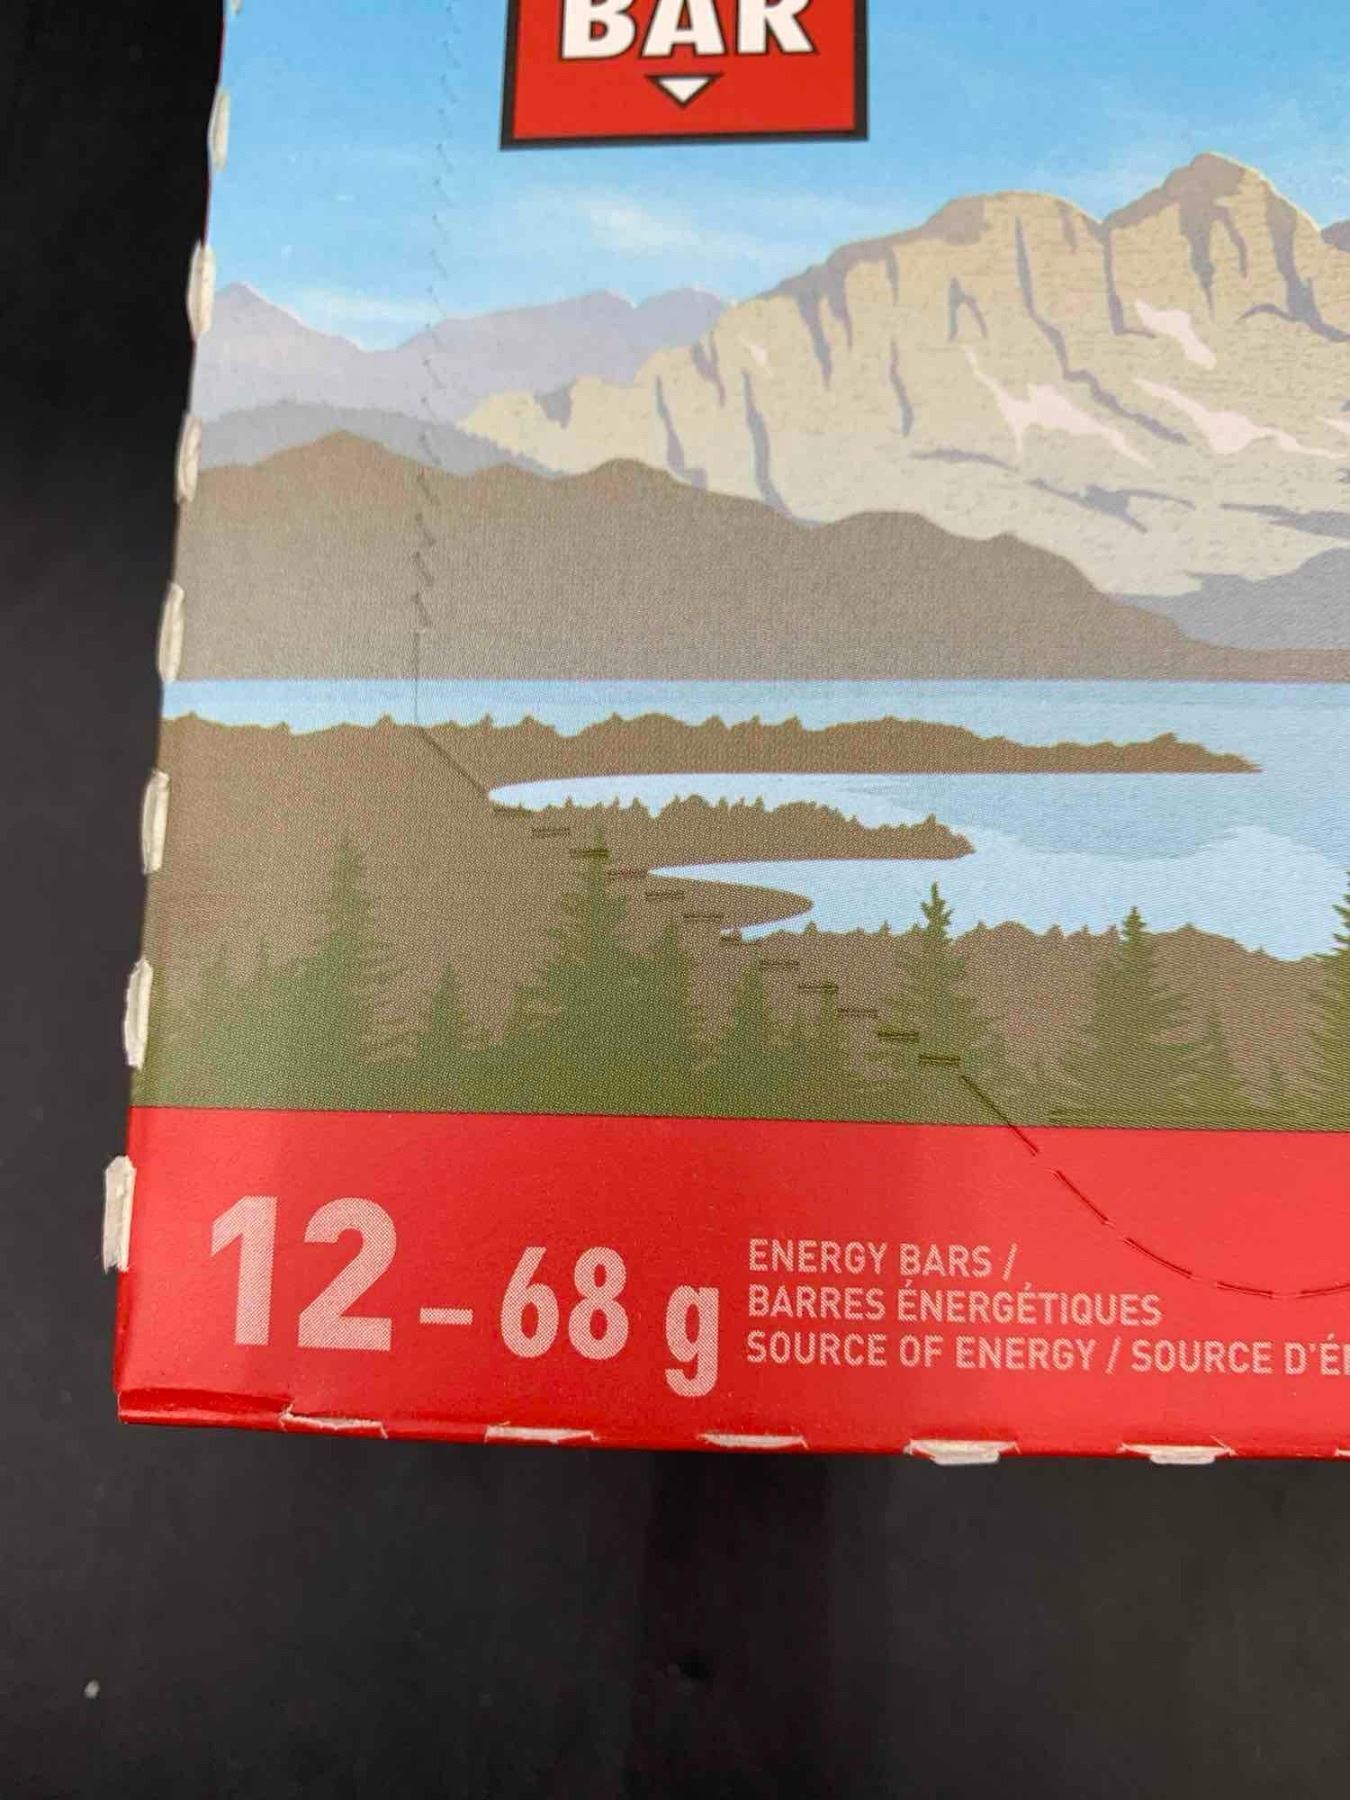 BAR
12-68 g
ENERGY BARS /
BARRES ÉNERGÉTIQUES
SOURCE OF ENERGY / SOURCE D'É